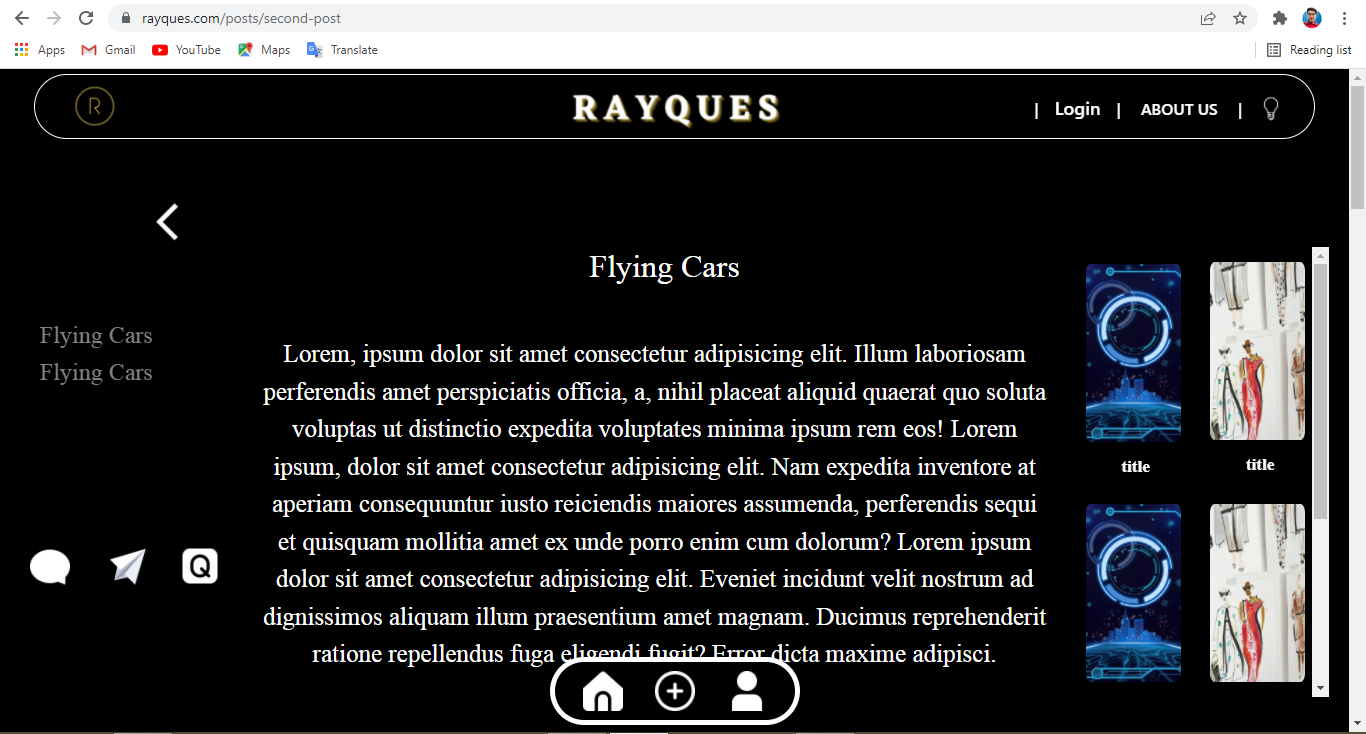 rayques.com/posts/second-post
Apps Gmail YouTube Maps Translate Reading list
R RAYQUES | Login | ABOUT US |
Flying Cars
Flying Cars
Flying Cars
Lorem, ipsum dolor sit amet consectetur adipisicing elit. Illum laboriosam
perferendis amet perspiciatis officia, a, nihil placeat aliquid quaerat quo soluta
voluptas ut distinctio expedita voluptates minima ipsum rem eos! Lorem
ipsum, dolor sit amet consectetur adipisicing elit. Nam expedita inventore at
aperiam consequuntur iusto reiciendis maiores assumenda, perferendis sequi
et quisquam mollitia amet ex unde porro enim cum dolorum? Lorem ipsum
dolor sit amet consectetur adipisicing elit. Eveniet incidunt velit nostrum ad
dignissimos aliquam illum praesentium amet magnam. Ducimus reprehenderit
ratione repellendus fuga eligendi fugit? Error dicta maxime adipisci.
title title
Q